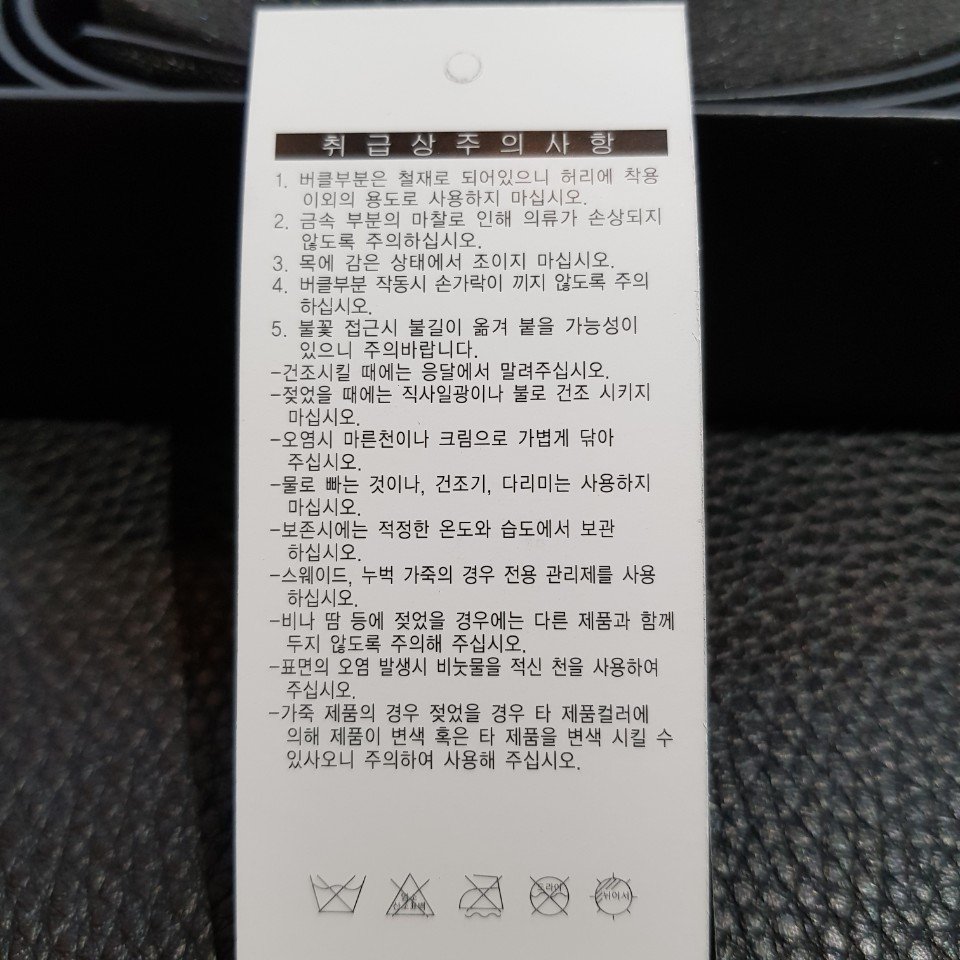 취급상주의사항
1. 버클부분은 철재로 되어있으니 허리에 착용
이외의 용도로 사용하지 마십시오.
2. 금속 부분의 마찰로 인해 의류가 손상되지
않도록 주의하십시오.
3. 목에 감은 상태에서 조이지 마십시오.
4. 버클부분 작동시 손가락이 끼지 않도록 주의
하십시오.
5. 불꽃 접근시 불길이 옮겨 붙을 가능성이
있으니 주의바랍니다.
-건조시킬 때에는 응달에서 말려주십시오.
-젖었을 때에는 직사일광이나 불로 건조 시키지
마십시오.
-오염시 마른천이나 크림으로 가볍게 닦아
주십시오.
-물로 빠는 것이나, 건조기, 다리미는 사용하지
마십시오.
-보존시에는 적정한 온도와 습도에서 보관
하십시오.
-스웨이드, 누벅 가죽의 경우 전용 관리제를 사용
하십시오.
-비나 땀 등에 젖었을 경우에는 다른 제품과 함께
두지 않도록 주의해 주십시오.
-표면의 오염 발생시 비눗물을 적신 천을 사용하여
주십시오.
-가죽 제품의 경우 젖었을 경우 타 제품컬러에
의해 제품이 변색 혹은 타 제품을 변색 시킬 수
있사오니 주의하여 사용해 주십시오.
드라이